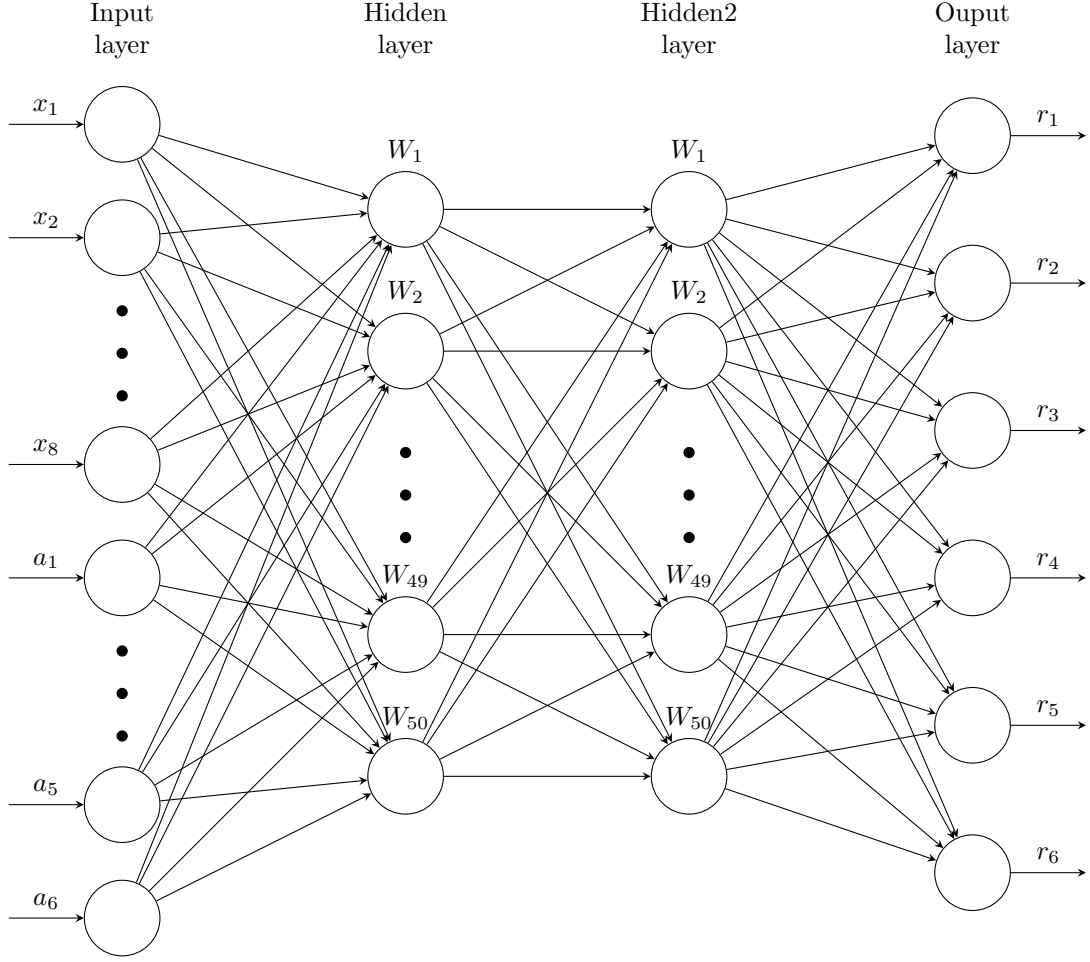 Input
layer
Hidden
layer
Hidden2
layer
Ouput
layer
x₁
x₂
x₈
a₁
a₅
a₆
W₁
W₂
W₄₉
W₅₀
W₁
W₂
W₄₉
W₅₀
r₁
r₂
r₃
r₄
r₅
r₆